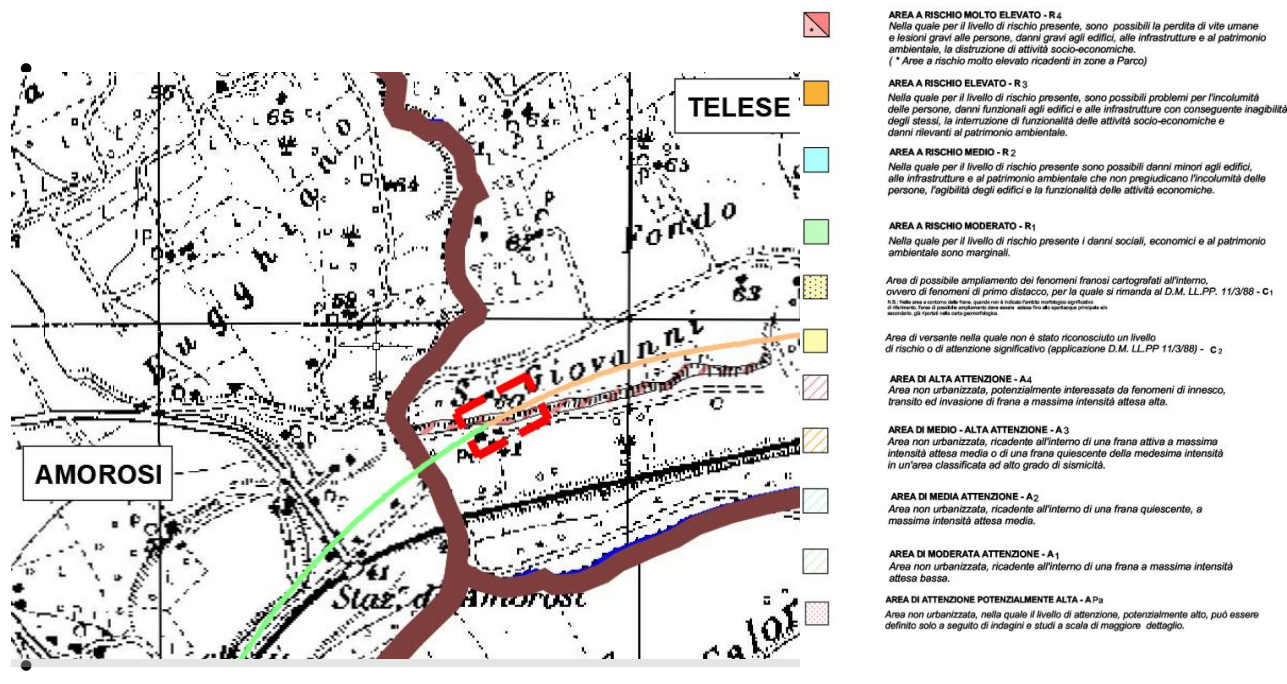 TELESE
AMOROSI
56
65
64
64
63
62
Fondo
63
58
S. Giovanni
60
41
43
41
Staz. d' Amorosi
Calor
AREA A RISCHIO MOLTO ELEVATO - R4
Nella quale per il livello di rischio presente, sono possibili la perdita di vite umane
e lesioni gravi alle persone, danni gravi agli edifici, alle infrastrutture e al patrimonio
ambientale, la distruzione di attività socio-economiche.
( * Aree a rischio molto elevato ricadenti in zone a Parco)
AREA A RISCHIO ELEVATO - R3
Nella quale per il livello di rischio presente, sono possibili problemi per l'incolumità
delle persone, danni funzionali agli edifici e alle infrastrutture con conseguente inagibilità
degli stessi, la interruzione di funzionalità delle attività socio-economiche e
danni rilevanti al patrimonio ambientale.
AREA A RISCHIO MEDIO - R2
Nella quale per il livello di rischio presente sono possibili danni minori agli edifici,
alle infrastrutture e al patrimonio ambientale che non pregiudicano l'incolumità delle
persone, l'agibilità degli edifici e la funzionalità delle attività economiche.
AREA A RISCHIO MODERATO - R1
Nella quale per il livello di rischio presente i danni sociali, economici e al patrimonio
ambientale sono marginali.
Area di possibile ampliamento dei fenomeni franosi cartografati all'interno,
ovvero di fenomeni di primo distacco, per la quale si rimanda al D.M. LL.PP. 11/3/88 - C1
Area di versante nella quale non è stato riconosciuto un livello
di rischio o di attenzione significativo (applicazione D.M. LL.PP 11/3/88) - C2
AREA DI ALTA ATTENZIONE - A4
Area non urbanizzata, potenzialmente interessata da fenomeni di innesco,
transito ed invasione di frana a massima intensità attesa alta.
AREA DI MEDIO - ALTA ATTENZIONE - A3
Area non urbanizzata, ricadente all'interno di una frana attiva a massima
intensità attesa media o di una frana quiescente della medesima intensità
in un'area classificata ad alto grado di sismicità.
AREA DI MEDIA ATTENZIONE - A2
Area non urbanizzata, ricadente all'interno di una frana quiescente, a
massima intensità attesa media.
AREA DI MODERATA ATTENZIONE - A1
Area non urbanizzata, ricadente all'interno di una frana a massima intensità
attesa bassa.
AREA DI ATTENZIONE POTENZIALMENTE ALTA - APa
Area non urbanizzata, nella quale il livello di attenzione, potenzialmente alto, può essere
definito solo a seguito di indagini e studi a scala di maggiore dettaglio.